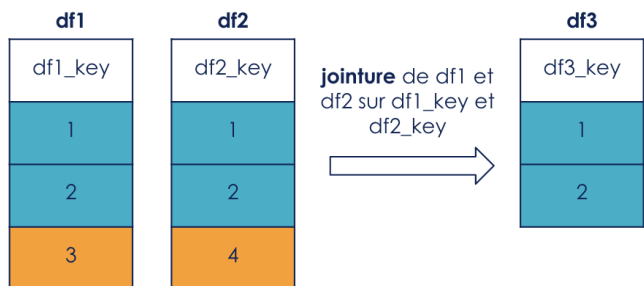 df1
df2
df3
df1_key
df2_key
jointure de df1 et
df2 sur df1_key et
df2_key
df3_key
1
1
1
2
2
2
3
4